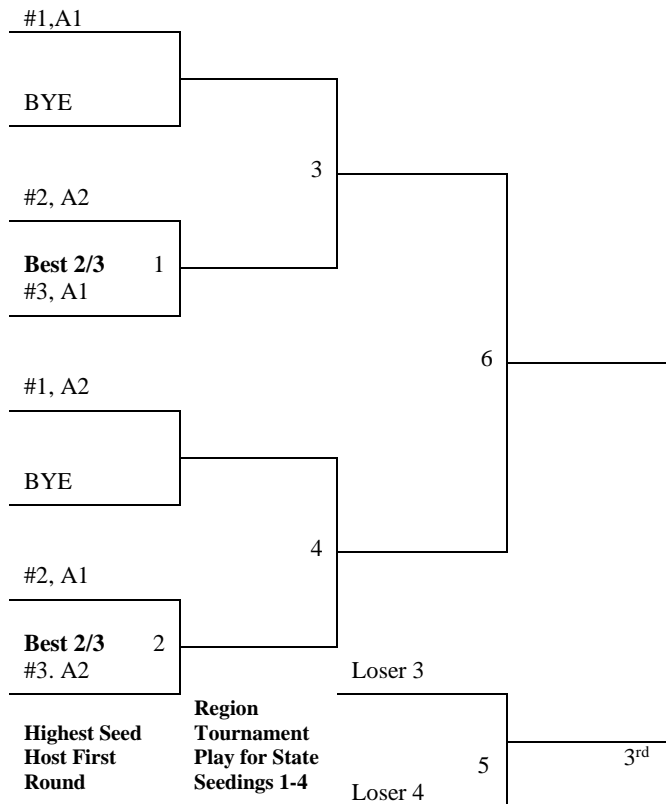 #1,A1
BYE
3
#2, A2
Best 2/3 1
#3, A1
6
#1, A2
BYE
4
#2, A1
Best 2/3 2
#3. A2
Loser 3
Highest Seed
Host First
Round
Region
Tournament
Play for State
Seedings 1-4
5
3rd
Loser 4